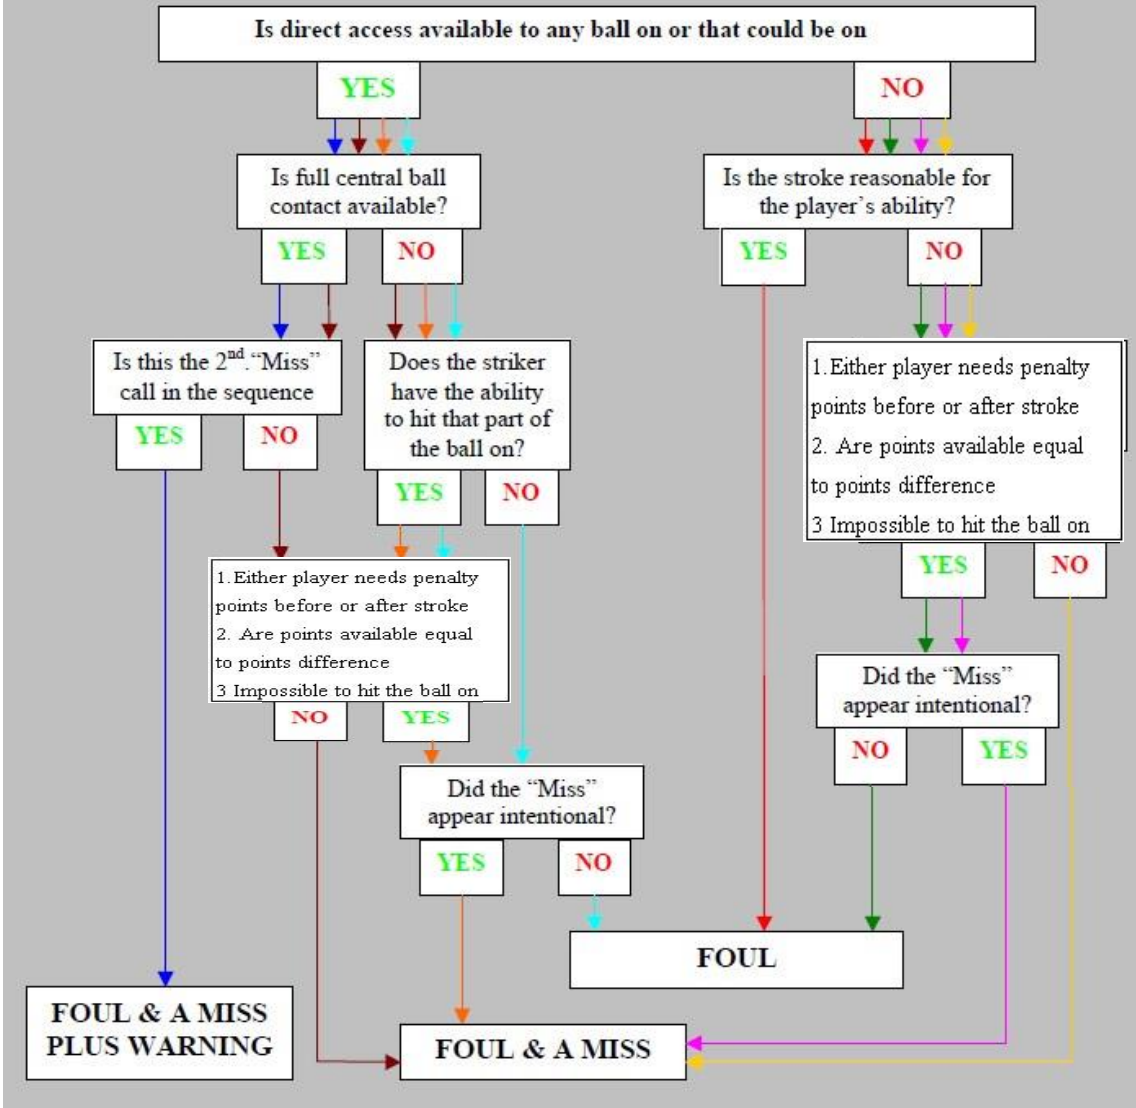 Is direct access available to any ball on or that could be on
YES
NO
Is full central ball
contact available?
Is the stroke reasonable for
the player's ability?
YES
NO
YES
NO
Is this the 2nd. "Miss"
call in the sequence
Does the striker
have the ability
to hit that part of
the ball on?
1.Either player needs penalty
points before or after stroke
2. Are points available equal
to points difference
3 Impossible to hit the ball on
YES
NO
YES
NO
YES
NO
1.Either player needs penalty
points before or after stroke
2. Are points available equal
to points difference
3 Impossible to hit the ball on
NO
YES
Did the "Miss"
appear intentional?
NO
YES
Did the "Miss"
appear intentional?
YES
NO
FOUL
FOUL & A MISS
PLUS WARNING
FOUL & A MISS